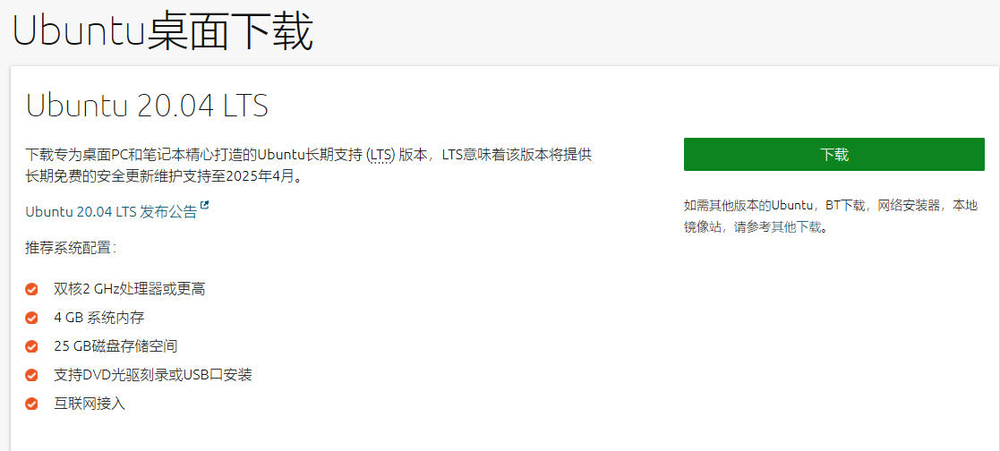 Ubuntu桌面下载
Ubuntu 20.04 LTS
下载专为桌面PC和笔记本精心打造的Ubuntu长期支持 (LTS) 版本，LTS意味着该版本将提供
长期免费的安全更新维护支持至2025年4月。
Ubuntu 20.04 LTS 发布公告
推荐系统配置：
双核2 GHz处理器或更高
4 GB 系统内存
25 GB磁盘存储空间
支持DVD光驱刻录或USB口安装
互联网接入
下载
如需其他版本的Ubuntu，BT下载，网络安装器，本地
镜像站，请参考其他下载。